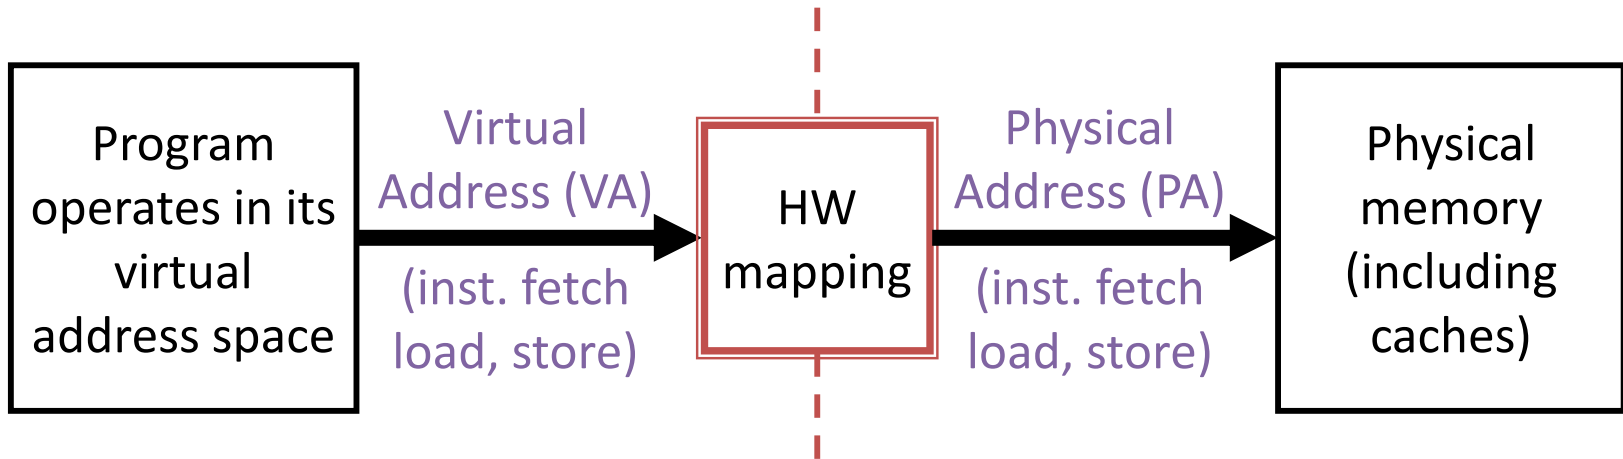 Program
operates in its
virtual
address space
Virtual
Address (VA)
(inst. fetch
load, store)
HW
mapping
Physical
Address (PA)
(inst. fetch
load, store)
Physical
memory
(including
caches)